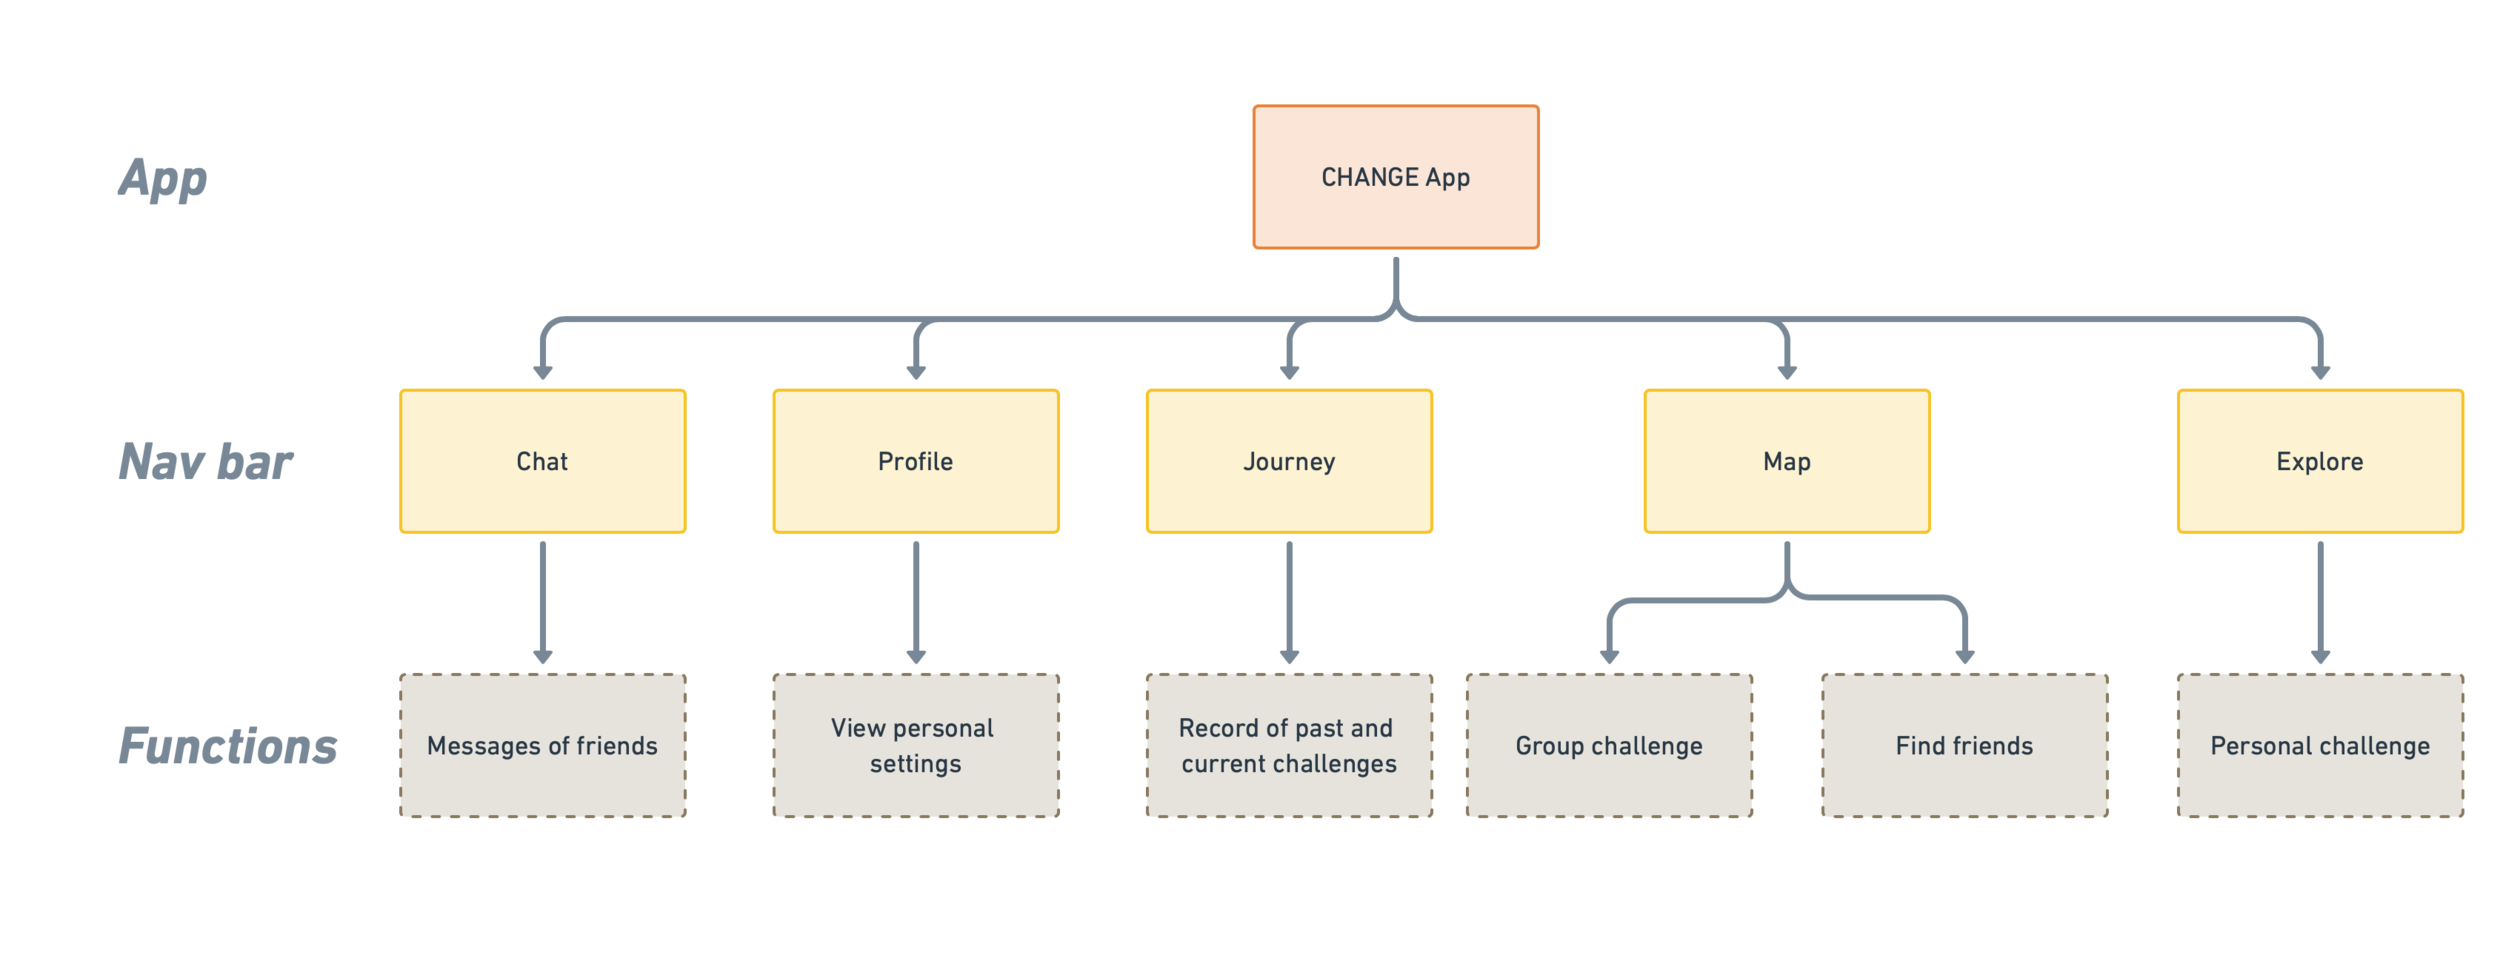 App
CHANGE App
Nav bar
Chat
Profile
Journey
Map
Explore
Functions
Messages of friends
View personal
settings
Record of past and
current challenges
Group challenge
Find friends
Personal challenge